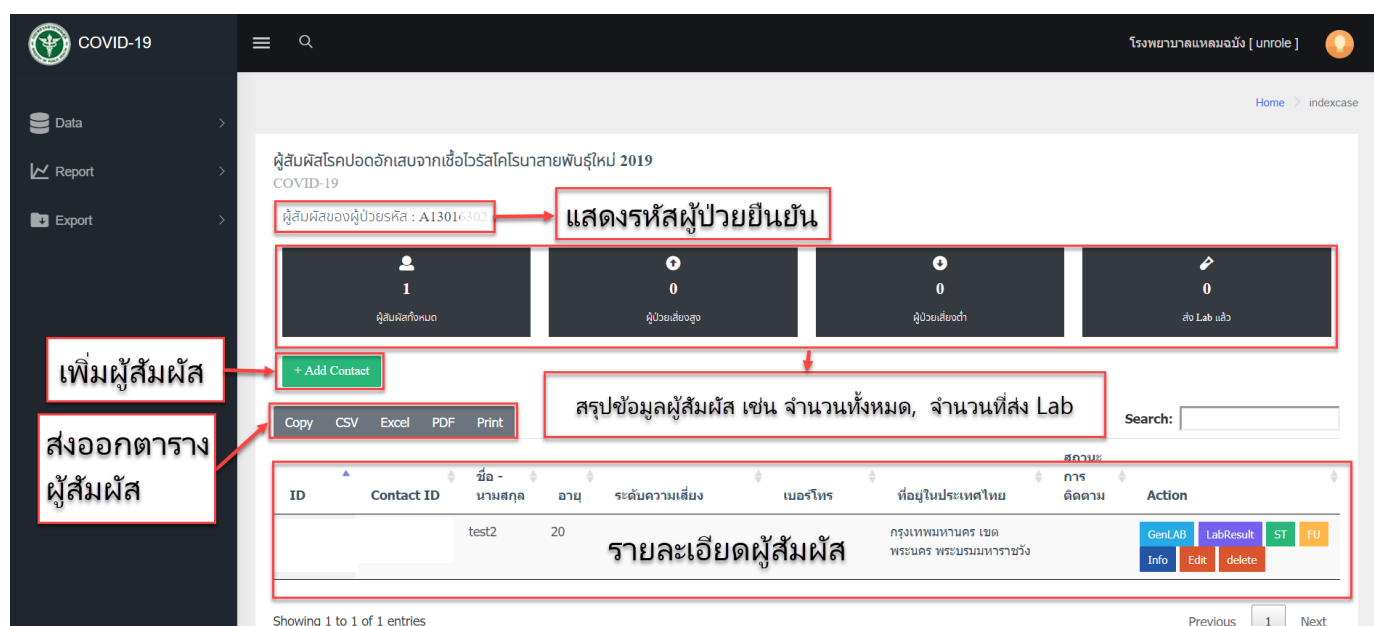 COVID-19
โรงพยาบาลแหลมฉบัง [ unrole ]
Home > indexcase
Data
Report
Export
ผู้สัมผัสโรคปอดอักเสบจากเชื้อไวรัสโคโรนาสายพันธุ์ใหม่ 2019
COVID-19
ผู้สัมผัสของผู้ป่วยรหัส : A13016302
แสดงรหัสผู้ป่วยยืนยัน
1
ผู้สัมผัสทั้งหมด
0
ผู้ป่วยเสี่ยงสูง
0
ผู้ป่วยเสี่ยงต่ำ
0
ส่ง Lab แล้ว
เพิ่มผู้สัมผัส
+ Add Contact
สรุปข้อมูลผู้สัมผัส เช่น จำนวนทั้งหมด, จำนวนที่ส่ง Lab
ส่งออกตาราง
ผู้สัมผัส
Copy CSV Excel PDF Print
Search:
ID Contact ID ชื่อ - นามสกุล อายุ ระดับความเสี่ยง เบอร์โทร ที่อยู่ในประเทศไทย สถานะการติดตาม Action
test2 20 กรุงเทพมหานคร เขต
พระนคร พระบรมมหาราชวัง
รายละเอียดผู้สัมผัส
GenLAB LabResult ST FU
Info Edit delete
Showing 1 to 1 of 1 entries
Previous 1 Next